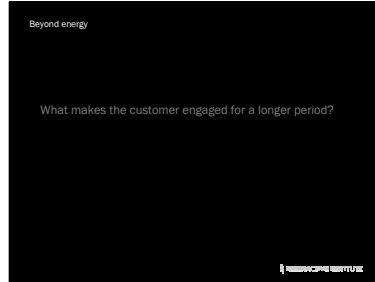 Beyond energy
What makes the customer engaged for a longer period?